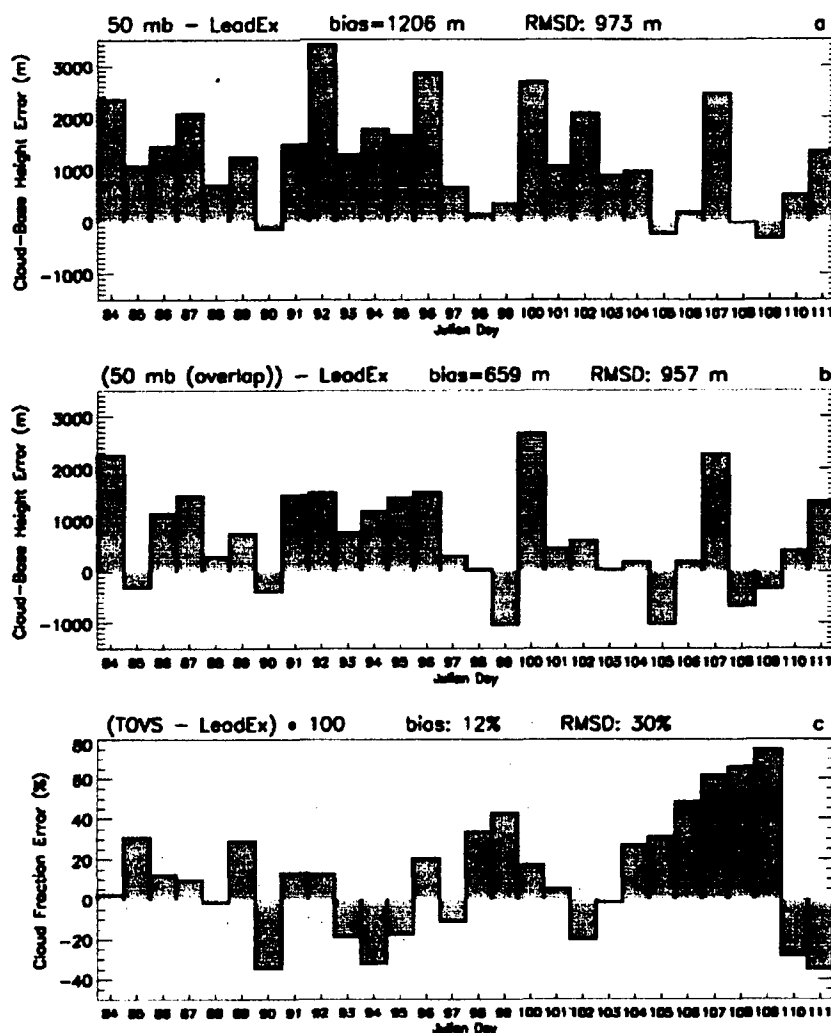 50 mb - LeadEx bias=1206 m RMSD: 973 m a
Cloud-Base Height Error (m)
3000
2000
1000
0
-1000
84 85 86 87 88 89 90 91 92 93 94 95 96 97 98 99 100 101 102 103 104 105 106 107 108 109 110 111
Julian Day
(50 mb (overlap)) - LeadEx bias=659 m RMSD: 957 m b
Cloud-Base Height Error (m)
3000
2000
1000
0
-1000
84 85 86 87 88 89 90 91 92 93 94 95 96 97 98 99 100 101 102 103 104 105 106 107 108 109 110 111
Julian Day
(TOVS - LeadEx) * 100 bias: 12% RMSD: 30% c
Cloud Fraction Error (%)
80
60
40
20
0
-20
-40
84 85 86 87 88 89 90 91 92 93 94 95 96 97 98 99 100 101 102 103 104 105 106 107 108 109 110 111
Julian Day